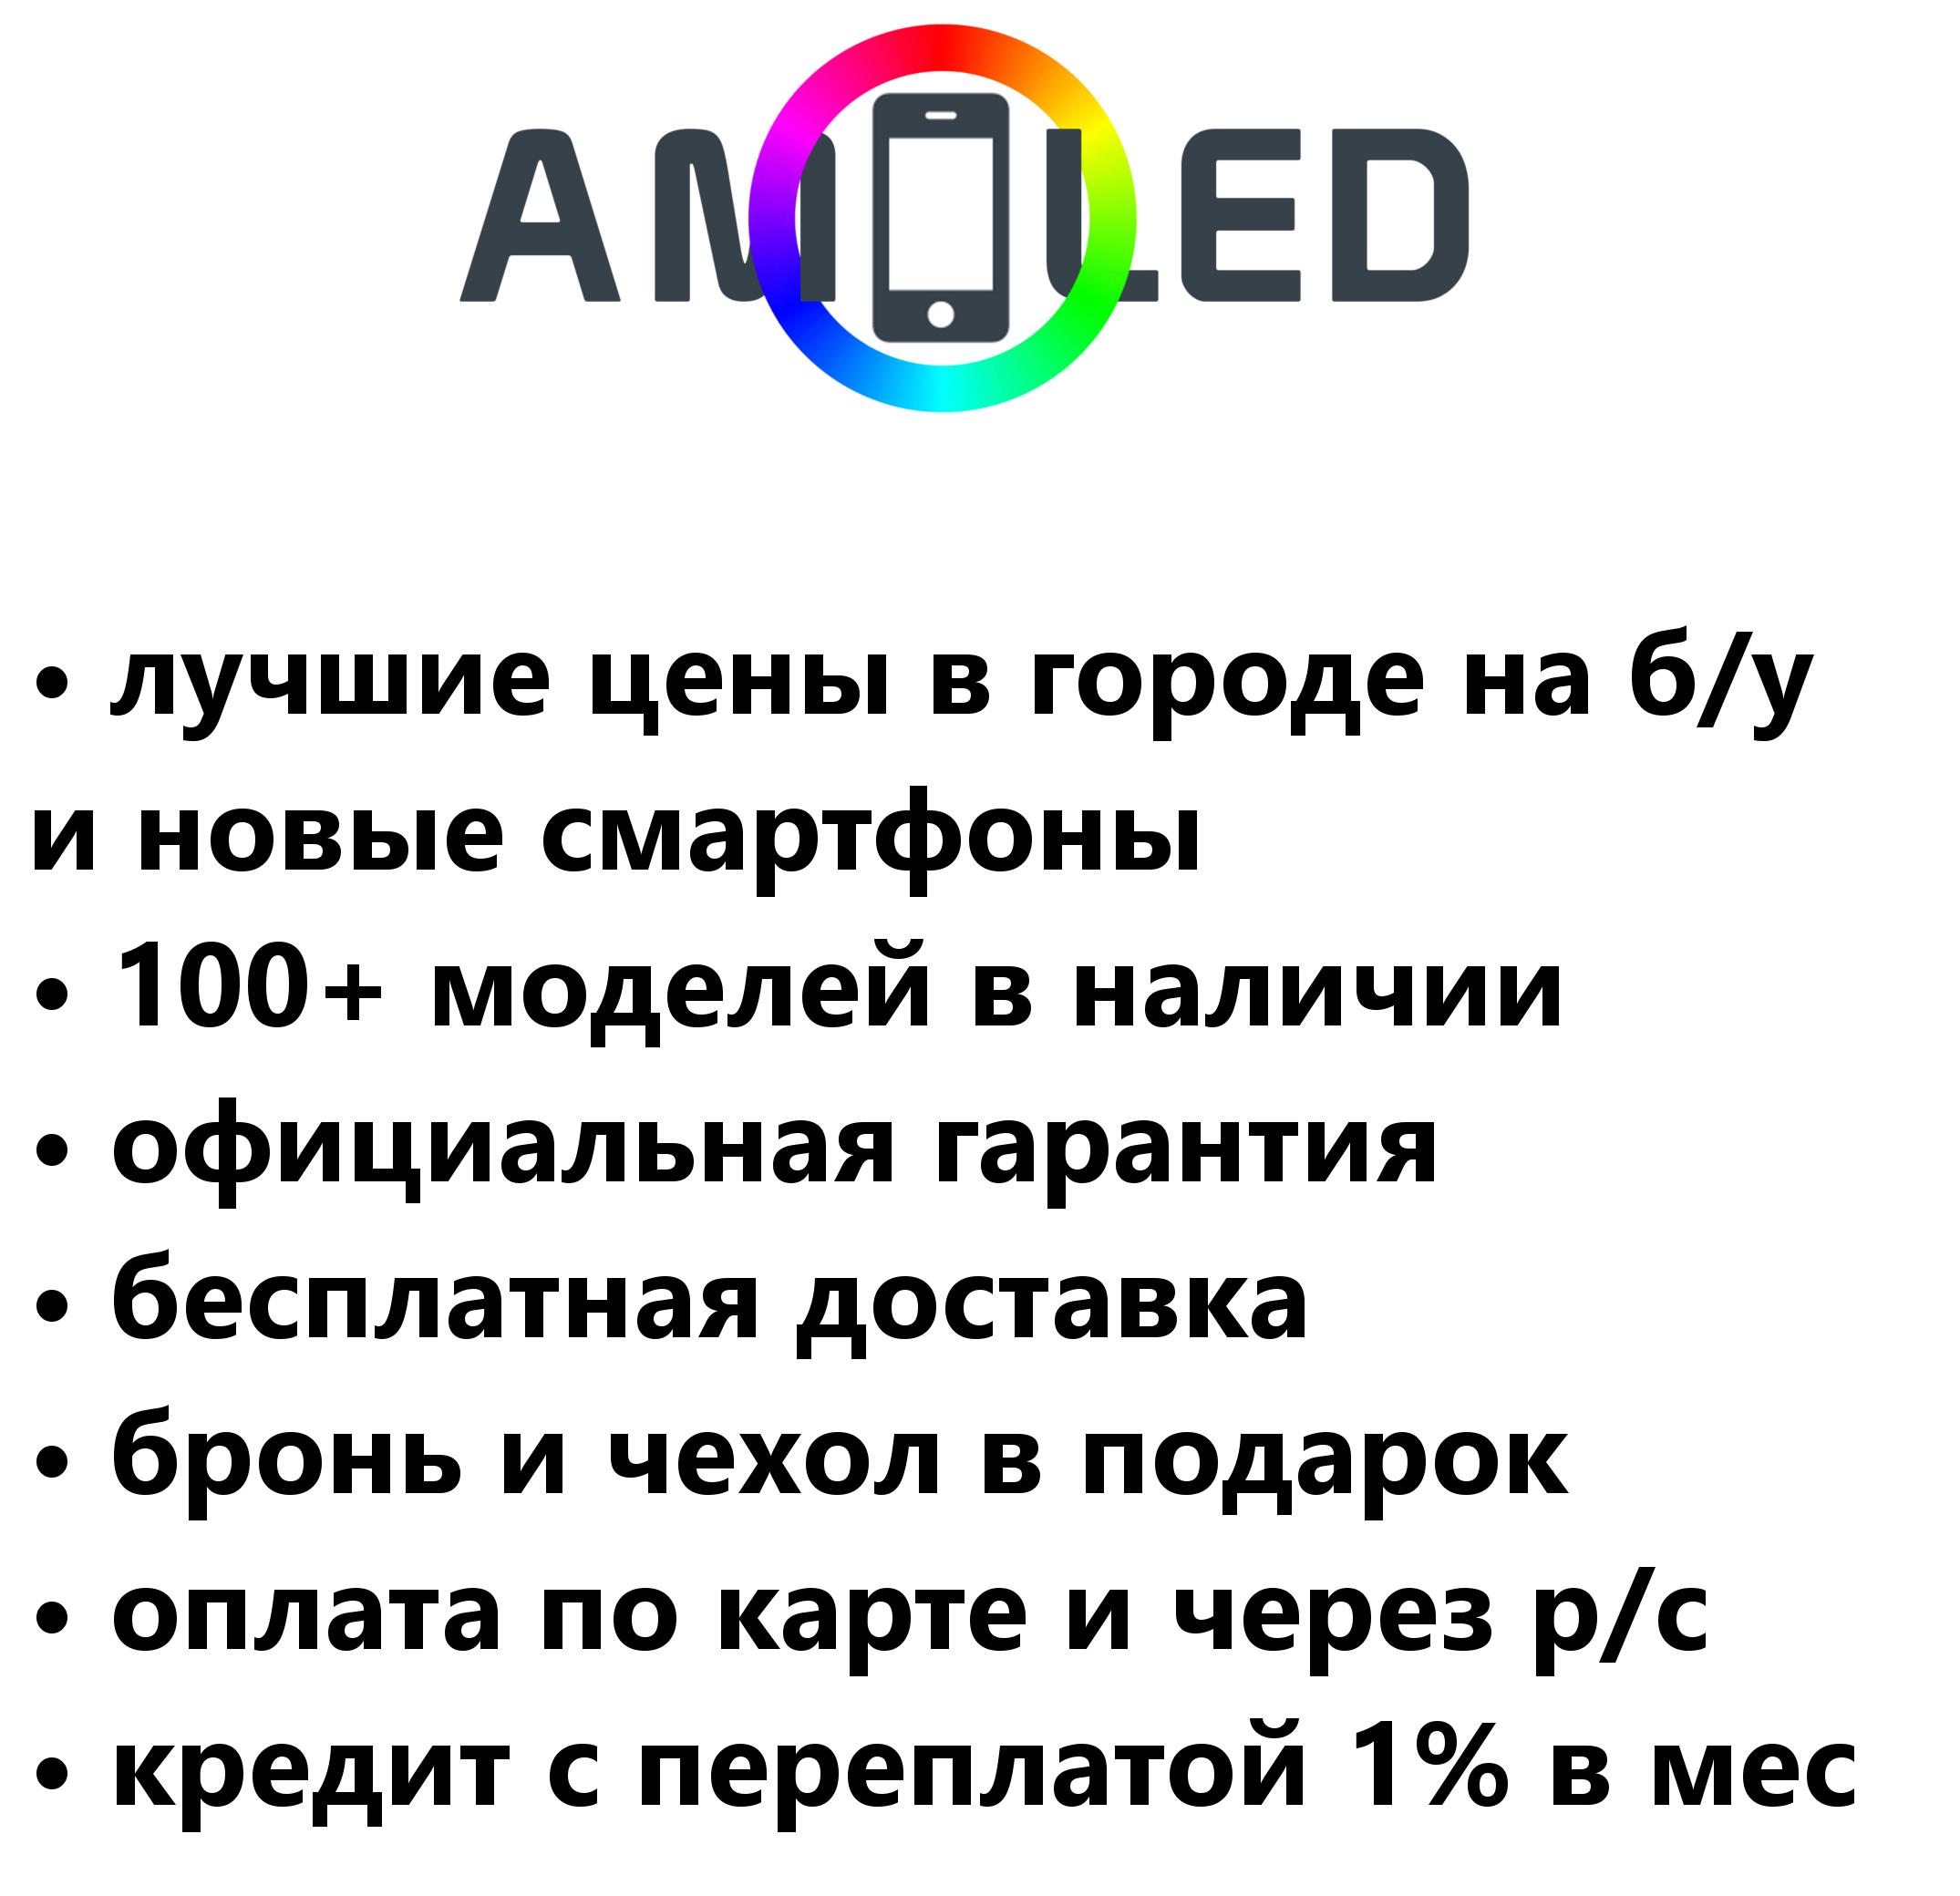 AMOLED
• лучшие цены в городе на б/у
и новые смартфоны
• 100+ моделей в наличии
• официальная гарантия
• бесплатная доставка
• бронь и чехол в подарок
• оплата по карте и через р/с
• кредит с переплатой 1% в мес